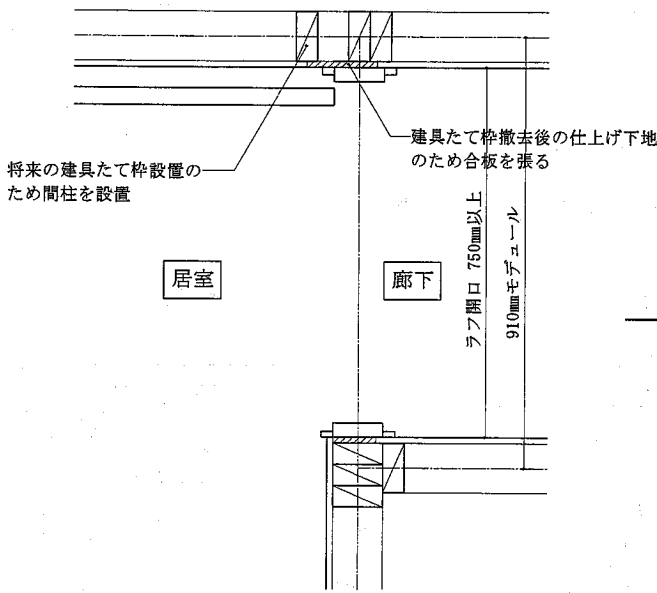 建具たて枠撤去後の仕上げ下地
のため合板を張る
将来の建具たて枠設置の
ため間柱を設置
居室
廊下
ラフ開口 750㎜以上
910㎜モデュール